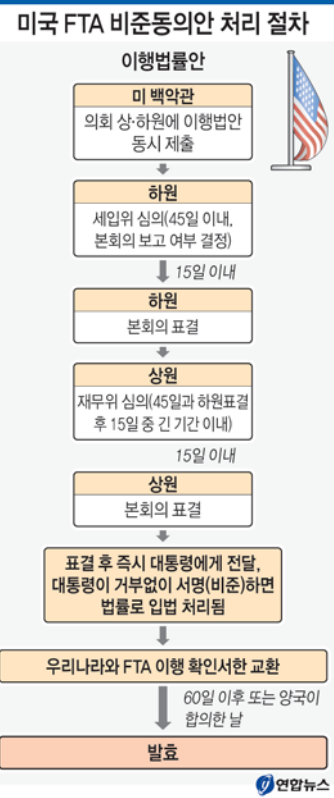 미국 FTA 비준동의안 처리 절차
이행법률안
미 백악관
의회 상·하원에 이행법안
동시 제출
하원
세입위 심의(45일 이내,
본회의 보고 여부 결정)
15일 이내
하원
본회의 표결
상원
재무위 심의(45일과 하원표결
후 15일 중 긴 기간 이내)
15일 이내
상원
본회의 표결
표결 후 즉시 대통령에게 전달,
대통령이 거부없이 서명(비준)하면
법률로 입법 처리됨
우리나라와 FTA 이행 확인서한 교환
60일 이후 또는 양국이
합의한 날
발효
연합뉴스